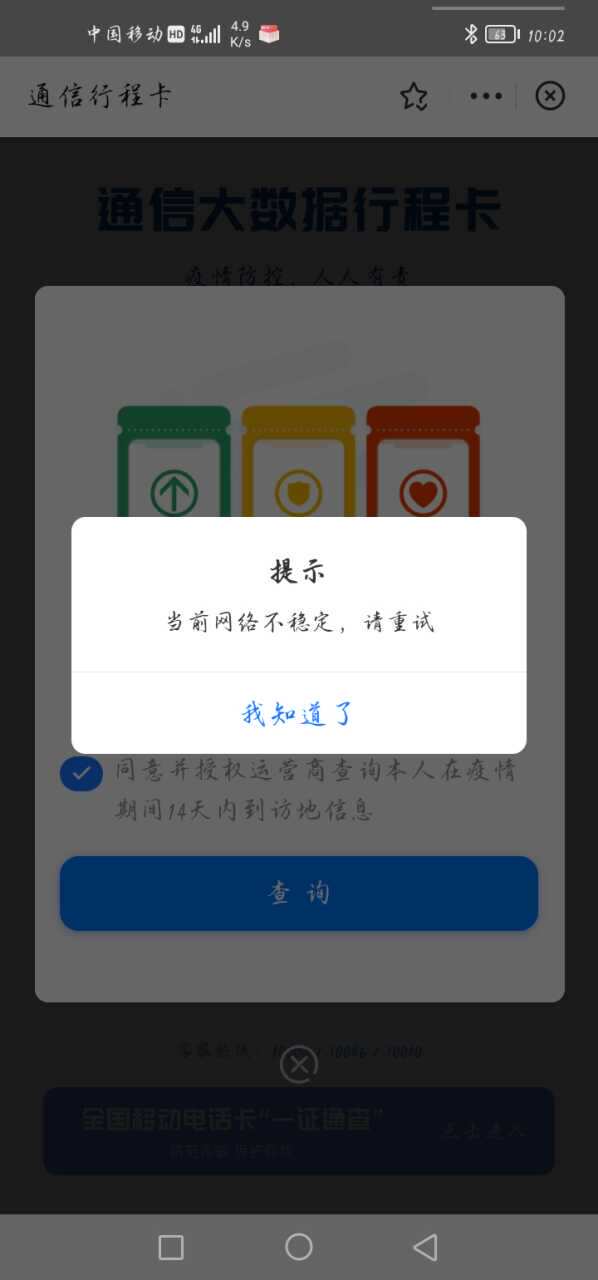 中国移动 HD 4G 4.9 K/s 63 10:02
通信行程卡
通信大数据行程卡
疫情防控，人人有责
提示
当前网络不稳定，请重试
我知道了
同意并授权运营商查询本人在疫情
期间14天内到访地信息
查 询
客服热线： / 10086 / 10010
全国移动电话卡“一证通查”
点击进入